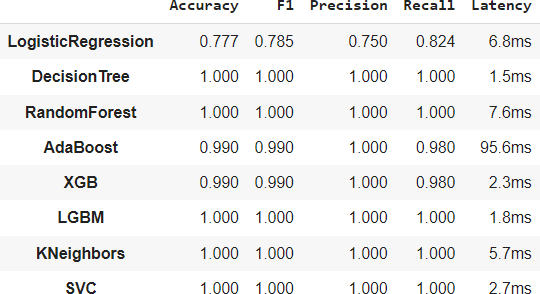 Accuracy F1 Precision Recall Latency
LogisticRegression 0.777 0.785 0.750 0.824 6.8ms
DecisionTree 1.000 1.000 1.000 1.000 1.5ms
RandomForest 1.000 1.000 1.000 1.000 7.6ms
AdaBoost 0.990 0.990 1.000 0.980 95.6ms
XGB 0.990 0.990 1.000 0.980 2.3ms
LGBM 1.000 1.000 1.000 1.000 1.8ms
KNeighbors 1.000 1.000 1.000 1.000 5.7ms
SVC 1.000 1.000 1.000 1.000 2.7ms